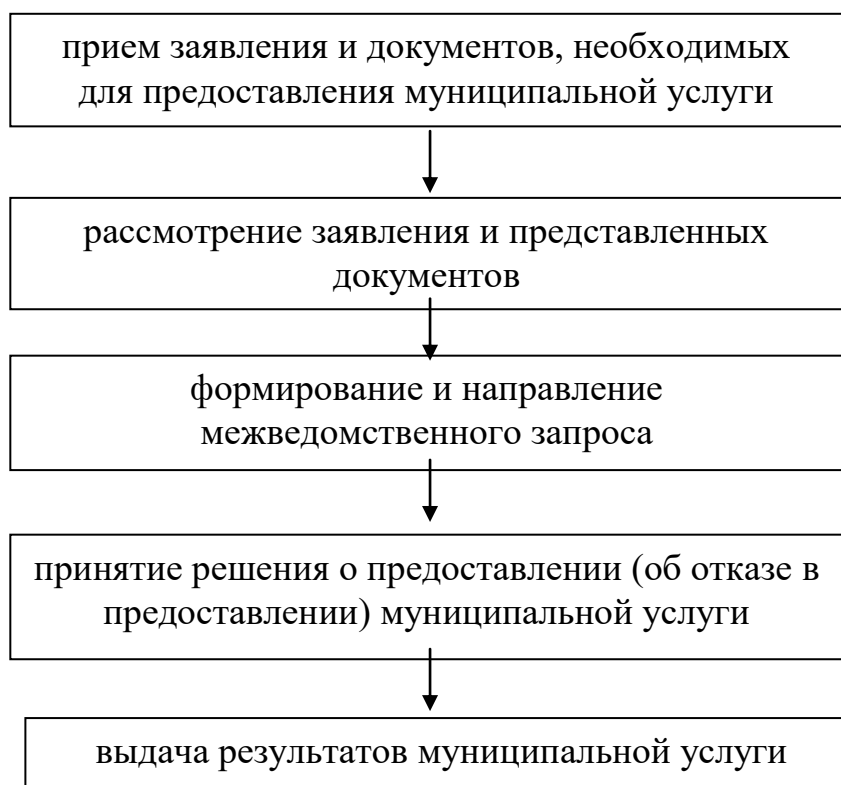 прием заявления и документов, необходимых
для предоставления муниципальной услуги
рассмотрение заявления и представленных
документов
формирование и направление
межведомственного запроса
принятие решения о предоставлении (об отказе в
предоставлении) муниципальной услуги
выдача результатов муниципальной услуги